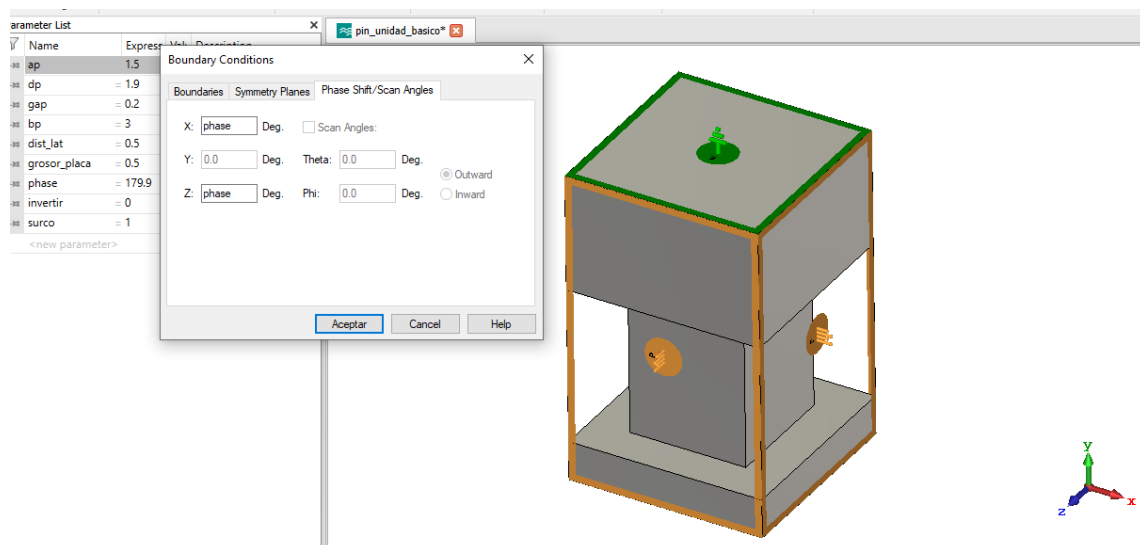 arameter List
pin_unidad_basico*
Name Express
ap 1.5
dp = 1.9
gap = 0.2
bp = 3
dist_lat = 0.5
grosor_placa = 0.5
phase = 179.9
invertir = 0
surco = 1
<new parameter>
Boundary Conditions
Boundaries Symmetry Planes Phase Shift/Scan Angles
X: phase Deg. Scan Angles:
Y: 0.0 Deg. Theta: 0.0 Deg.
Outward
Z: phase Deg. Phi: 0.0 Deg. Inward
Aceptar Cancel Help
y
x
z